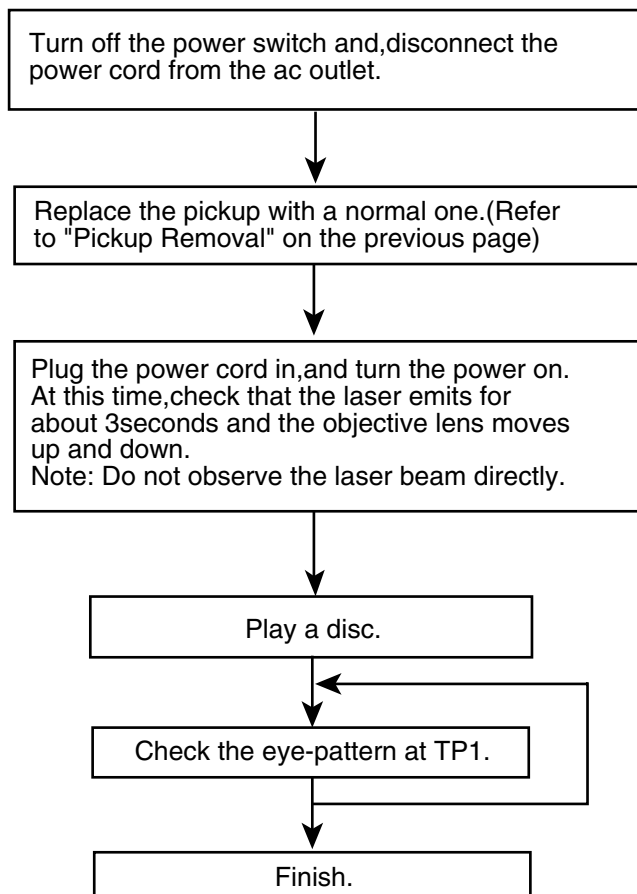 Turn off the power switch and,disconnect the
power cord from the ac outlet.
Replace the pickup with a normal one.(Refer
to "Pickup Removal" on the previous page)
Plug the power cord in,and turn the power on.
At this time,check that the laser emits for
about 3seconds and the objective lens moves
up and down.
Note: Do not observe the laser beam directly.
Play a disc.
Check the eye-pattern at TP1.
Finish.